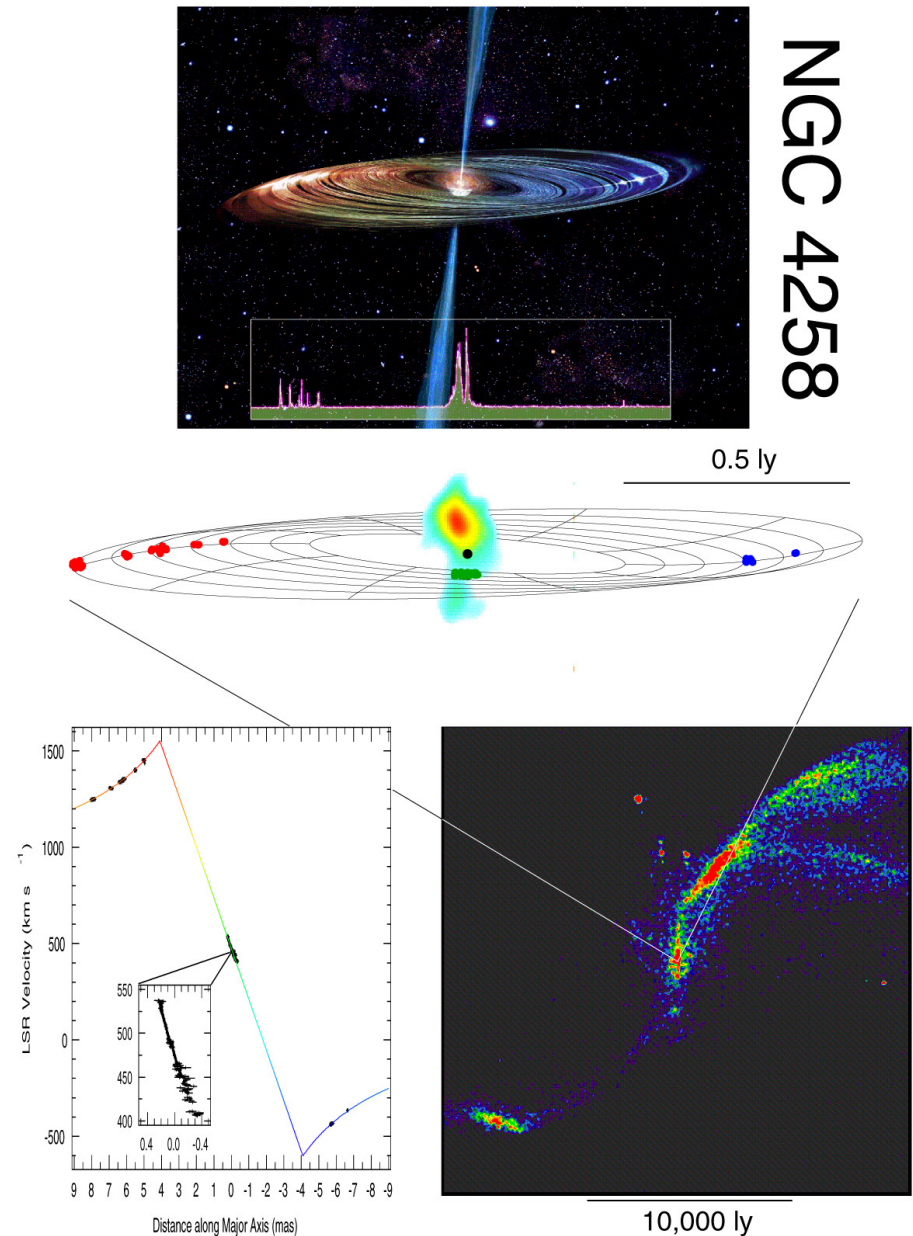 NGC 4258
0.5 ly
1500
1000
500
0
-500
LSR Velocity (km s -1)
550
500
450
400
0.4 0.0 -0.4
9 8 7 6 5 4 3 2 1 0 -1 -2 -3 -4 -5 -6 -7 -8 -9
Distance along Major Axis (mas)
10,000 ly